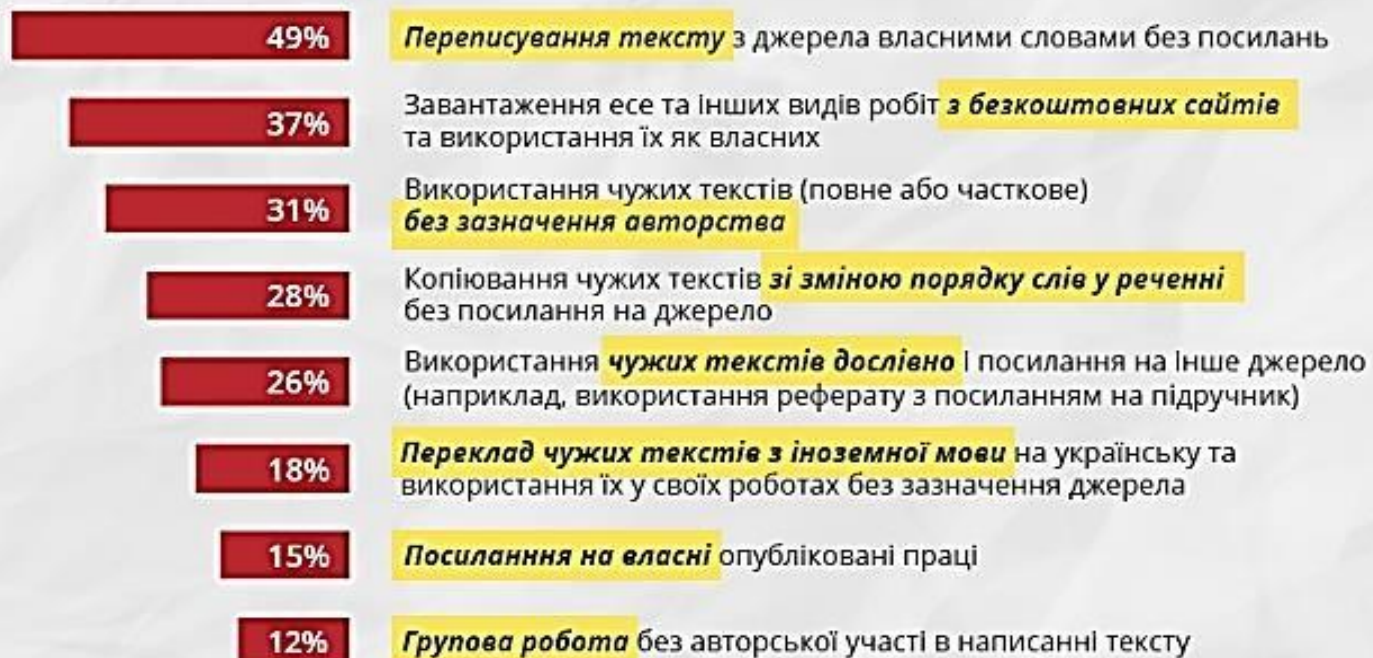 49% Переписування тексту з джерела власними словами без посилань
37% Завантаження есе та інших видів робіт з безкоштовних сайтів
та використання їх як власних
31% Використання чужих текстів (повне або часткове)
без зазначення авторства
28% Копіювання чужих текстів зі зміною порядку слів у реченні
без посилання на джерело
26% Використання чужих текстів дослівно і посилання на інше джерело
(наприклад, використання реферату з посиланням на підручник)
18% Переклад чужих текстів з іноземної мови на українську та
використання їх у своїх роботах без зазначення джерела
15% Посиланння на власні опубліковані праці
12% Групова робота без авторської участі в написанні тексту